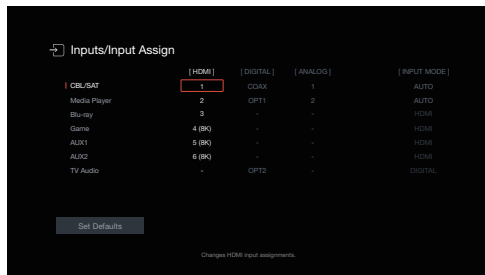 Inputs/Input Assign
[ HDMI ] [ DIGITAL ] [ ANALOG ] [ INPUT MODE ]
CBL/SAT 1 COAX 1 AUTO
Media Player 2 OPT1 2 AUTO
Blu-ray 3 - - HDMI
Game 4 (8K) - - HDMI
AUX1 5 (8K) - - HDMI
AUX2 6 (8K) - - HDMI
TV Audio - OPT2 - DIGITAL
Set Defaults
Changes HDMI input assignments.